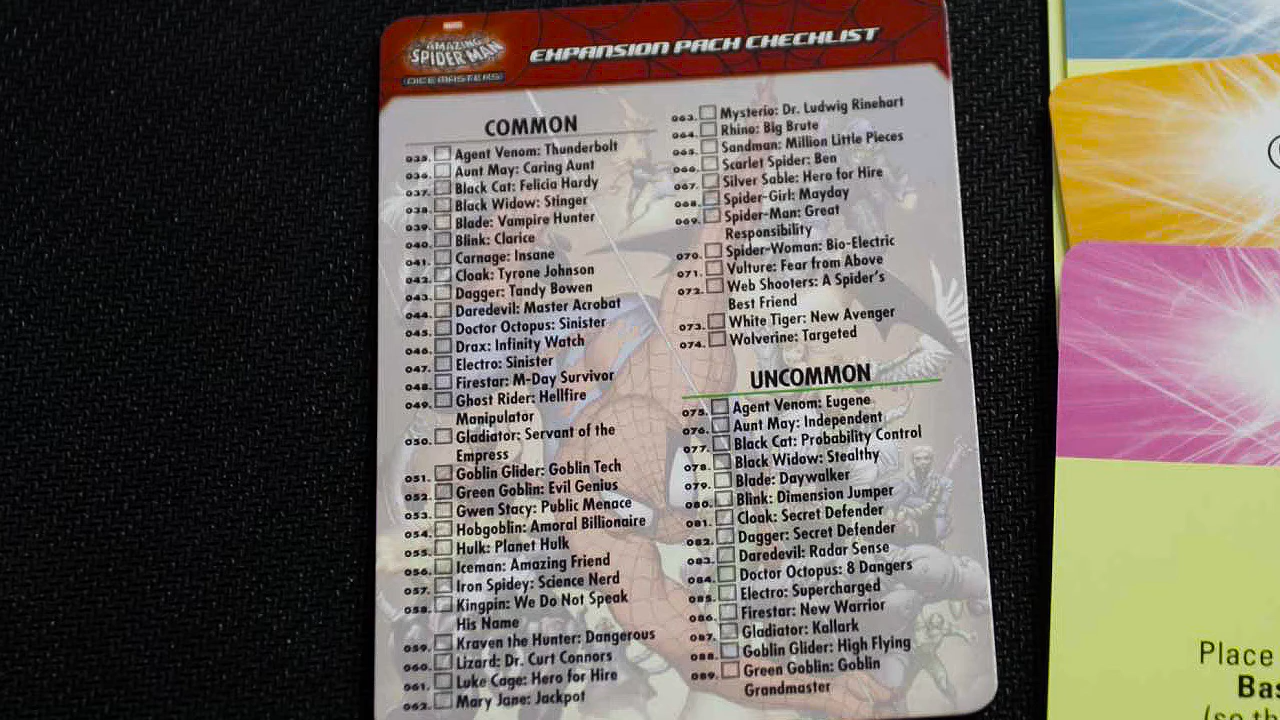 MARVEL
AMAZING
SPIDER-MAN
DICE MASTERS
EXPANSION PACK CHECKLIST
COMMON
035. Agent Venom: Thunderbolt
036. Aunt May: Caring Aunt
037. Black Cat: Felicia Hardy
038. Black Widow: Stinger
039. Blade: Vampire Hunter
040. Blink: Clarice
041. Carnage: Insane
042. Cloak: Tyrone Johnson
043. Dagger: Tandy Bowen
044. Daredevil: Master Acrobat
045. Doctor Octopus: Sinister
046. Drax: Infinity Watch
047. Electro: Sinister
048. Firestar: M-Day Survivor
049. Ghost Rider: Hellfire
Manipulator
050. Gladiator: Servant of the
Empress
051. Goblin Glider: Goblin Tech
052. Green Goblin: Evil Genius
053. Gwen Stacy: Public Menace
054. Hobgoblin: Amoral Billionaire
055. Hulk: Planet Hulk
056. Iceman: Amazing Friend
057. Iron Spidey: Science Nerd
058. Kingpin: We Do Not Speak
His Name
059. Kraven the Hunter: Dangerous
060. Lizard: Dr. Curt Connors
061. Luke Cage: Hero for Hire
062. Mary Jane: Jackpot
063. Mysterio: Dr. Ludwig Rinehart
064. Rhino: Big Brute
065. Sandman: Million Little Pieces
066. Scarlet Spider: Ben
067. Silver Sable: Hero for Hire
068. Spider-Girl: Mayday
069. Spider-Man: Great
Responsibility
070. Spider-Woman: Bio-Electric
071. Vulture: Fear from Above
072. Web Shooters: A Spider's
Best Friend
073. White Tiger: New Avenger
074. Wolverine: Targeted
UNCOMMON
075. Agent Venom: Eugene
076. Aunt May: Independent
077. Black Cat: Probability Control
078. Black Widow: Stealthy
079. Blade: Daywalker
080. Blink: Dimension Jumper
081. Cloak: Secret Defender
082. Dagger: Secret Defender
083. Daredevil: Radar Sense
084. Doctor Octopus: 8 Dangers
085. Electro: Supercharged
086. Firestar: New Warrior
087. Gladiator: Kallark
088. Goblin Glider: High Flying
089. Green Goblin: Goblin
Grandmaster
Place
Bas
(so th